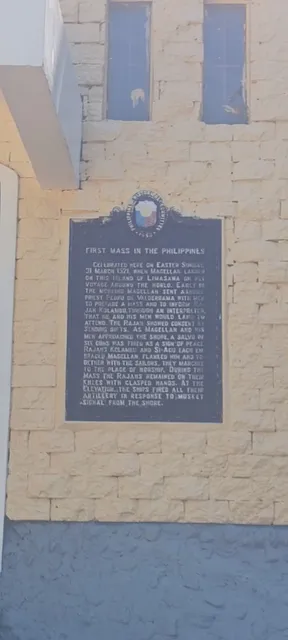 FIRST MASS IN THE PHILIPPINES
CELEBRATED HERE ON EASTER SUNDAY,
31 MARCH 1521, WHEN MAGELLAN LANDED
ON THIS ISLAND OF LIMASAWA ON HIS
VOYAGE AROUND THE WORLD. EARLY IN
THE MORNING MAGELLAN SENT ASHORE
PRIEST PEDRO DE VALDERRAMA WITH MEN
TO PREPARE A MASS AND TO INFORM RA-
JAH KOLAMBU, THROUGH AN INTERPRETER,
THAT HE AND HIS MEN WOULD LAND TO
ATTEND. THE RAJAH SHOWED CONSENT BY
SENDING GIFTS. AS MAGELLAN AND HIS
MEN APPROACHED THE SHORE, A SALVO OF
SIX GUNS WAS FIRED AS A SIGN OF PEACE.
RAJAHS KOLAMBU AND SI-AGU EACH EM-
BRACED MAGELLAN, FLANKED HIM AND TO-
GETHER WITH THE SAILORS, THEY MARCHED
TO THE PLACE OF WORSHIP. DURING THE
MASS THE RAJAHS REMAINED ON THEIR
KNEES WITH CLASPED HANDS. AT THE
ELEVATION, THE SHIPS FIRED ALL THEIR
ARTILLERY IN RESPONSE TO MUSKET
SIGNAL FROM THE SHORE.